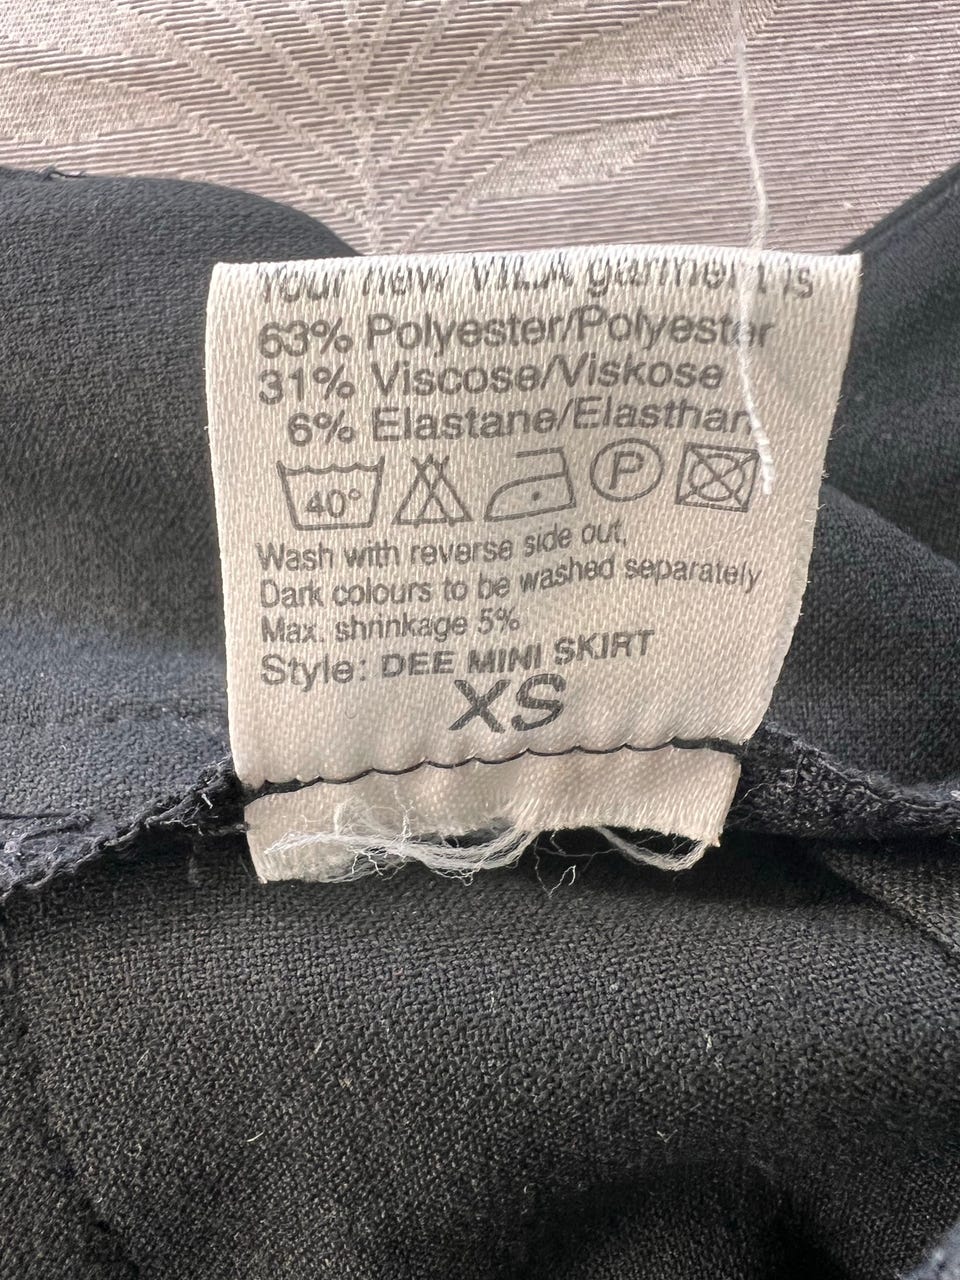 Your new VILA garment is
63% Polyester/Polyester
31% Viscose/Viskose
6% Elastane/Elasthan
40° P
Wash with reverse side out,
Dark colours to be washed separately
Max. shrinkage 5%
Style: DEE MINI SKIRT
XS